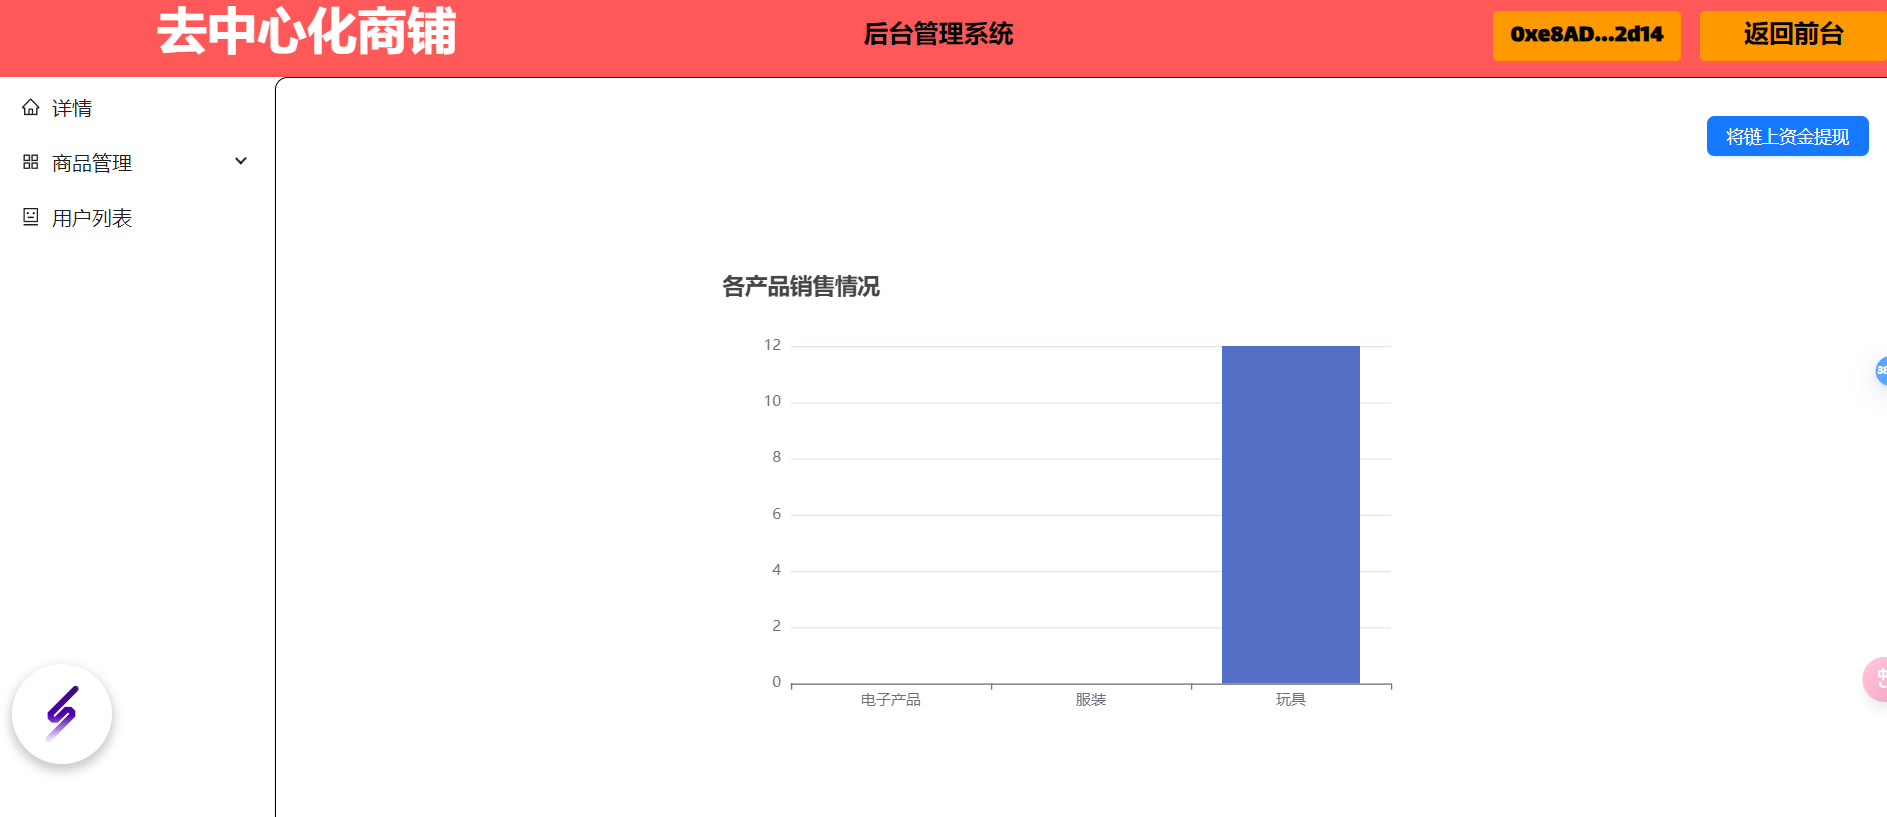 去中心化商铺
后台管理系统
0xe8AD...2d14
返回前台
详情
商品管理
用户列表
将链上资金提现
各产品销售情况
12
10
8
6
4
2
0
电子产品
服装
玩具
38